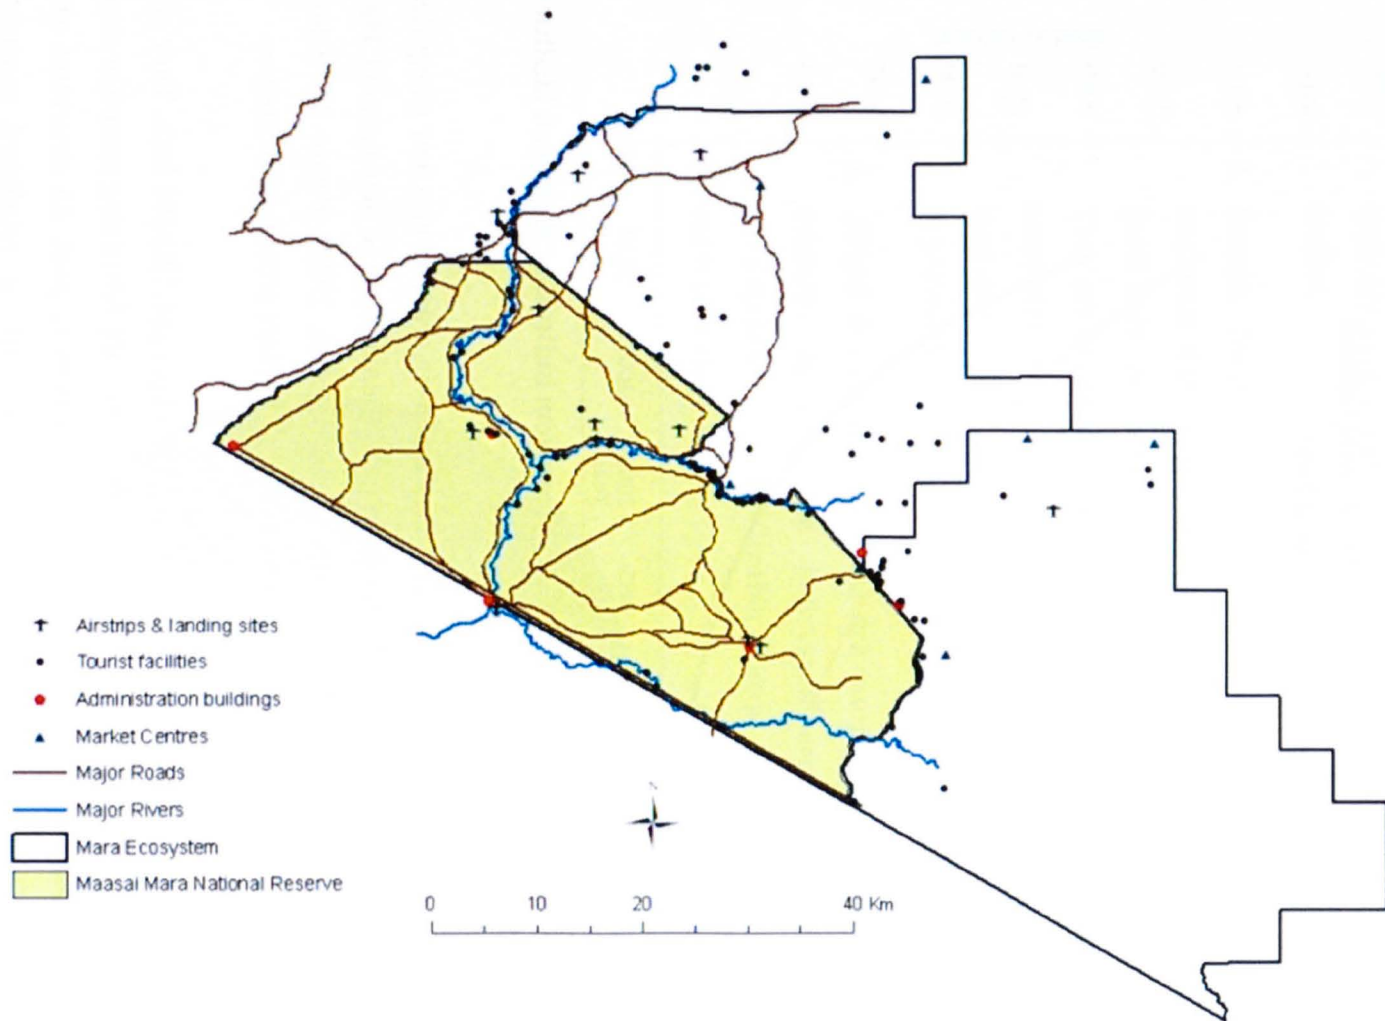 Airstrips & landing sites
Tourist facilities
Administration buildings
Market Centres
Major Roads
Major Rivers
Mara Ecosystem
Maasai Mara National Reserve
0 10 20 40 Km